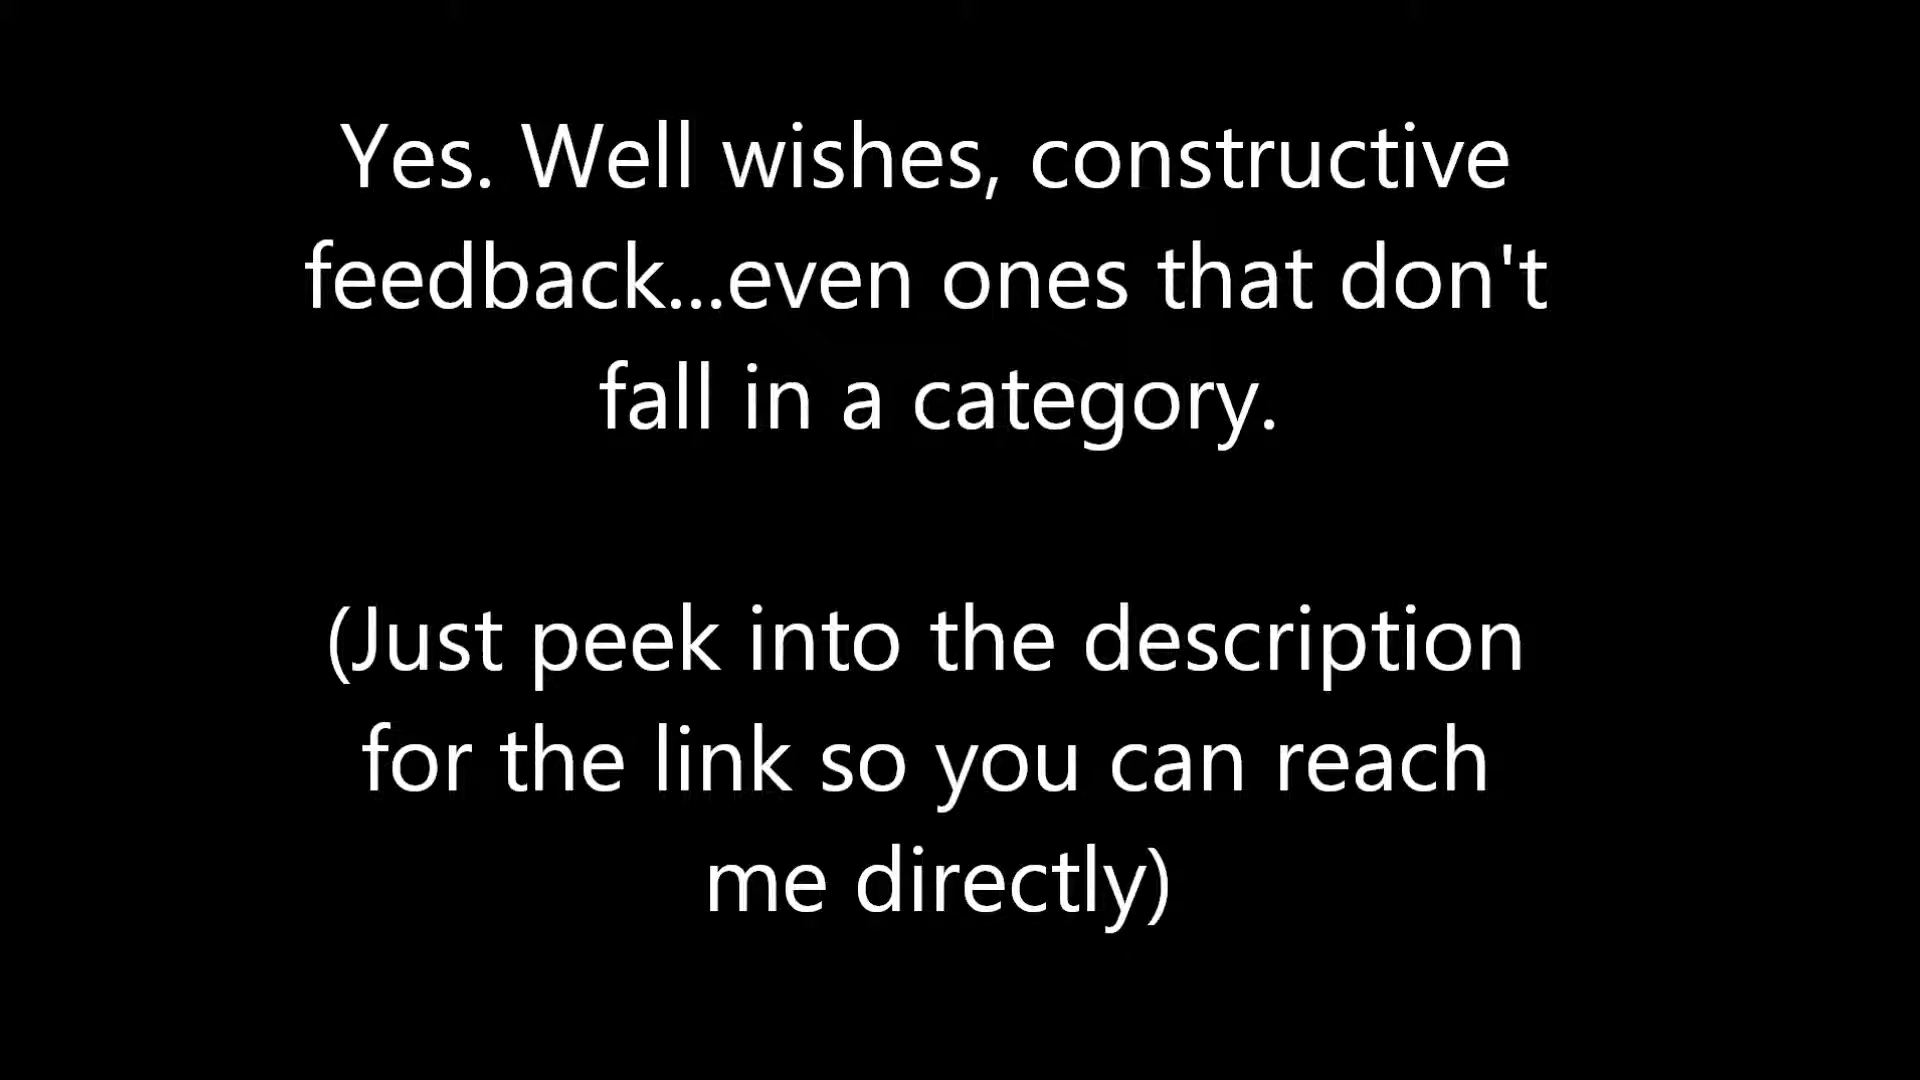 Yes. Well wishes, constructive
feedback...even ones that don't
fall in a category.
(Just peek into the description
for the link so you can reach
me directly)